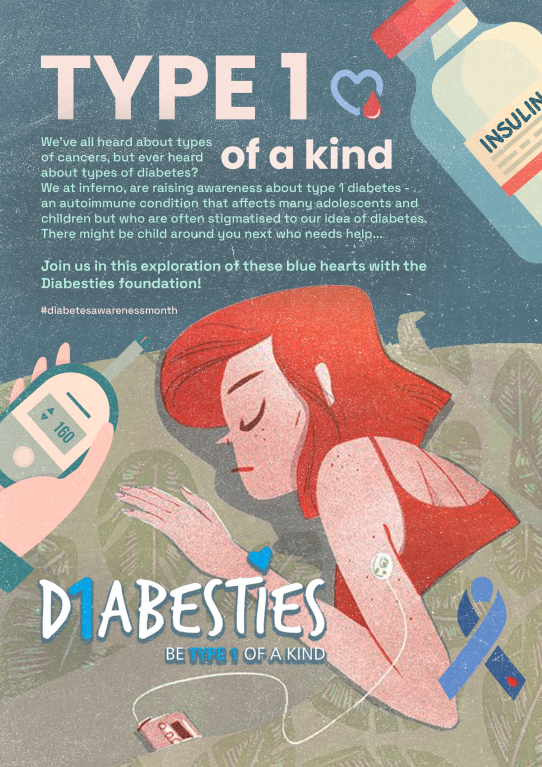 TYPE 1
of a kind
We've all heard about types
of cancers, but ever heard
about types of diabetes?
We at inferno, are raising awareness about type 1 diabetes -
an autoimmune condition that affects many adolescents and
children but who are often stigmatised to our idea of diabetes.
There might be child around you next who needs help...
Join us in this exploration of these blue hearts with the
Diabesties foundation!
#diabetesawarenessmonth
INSULIN
160
D1ABESTIES
BE TYPE 1 OF A KIND